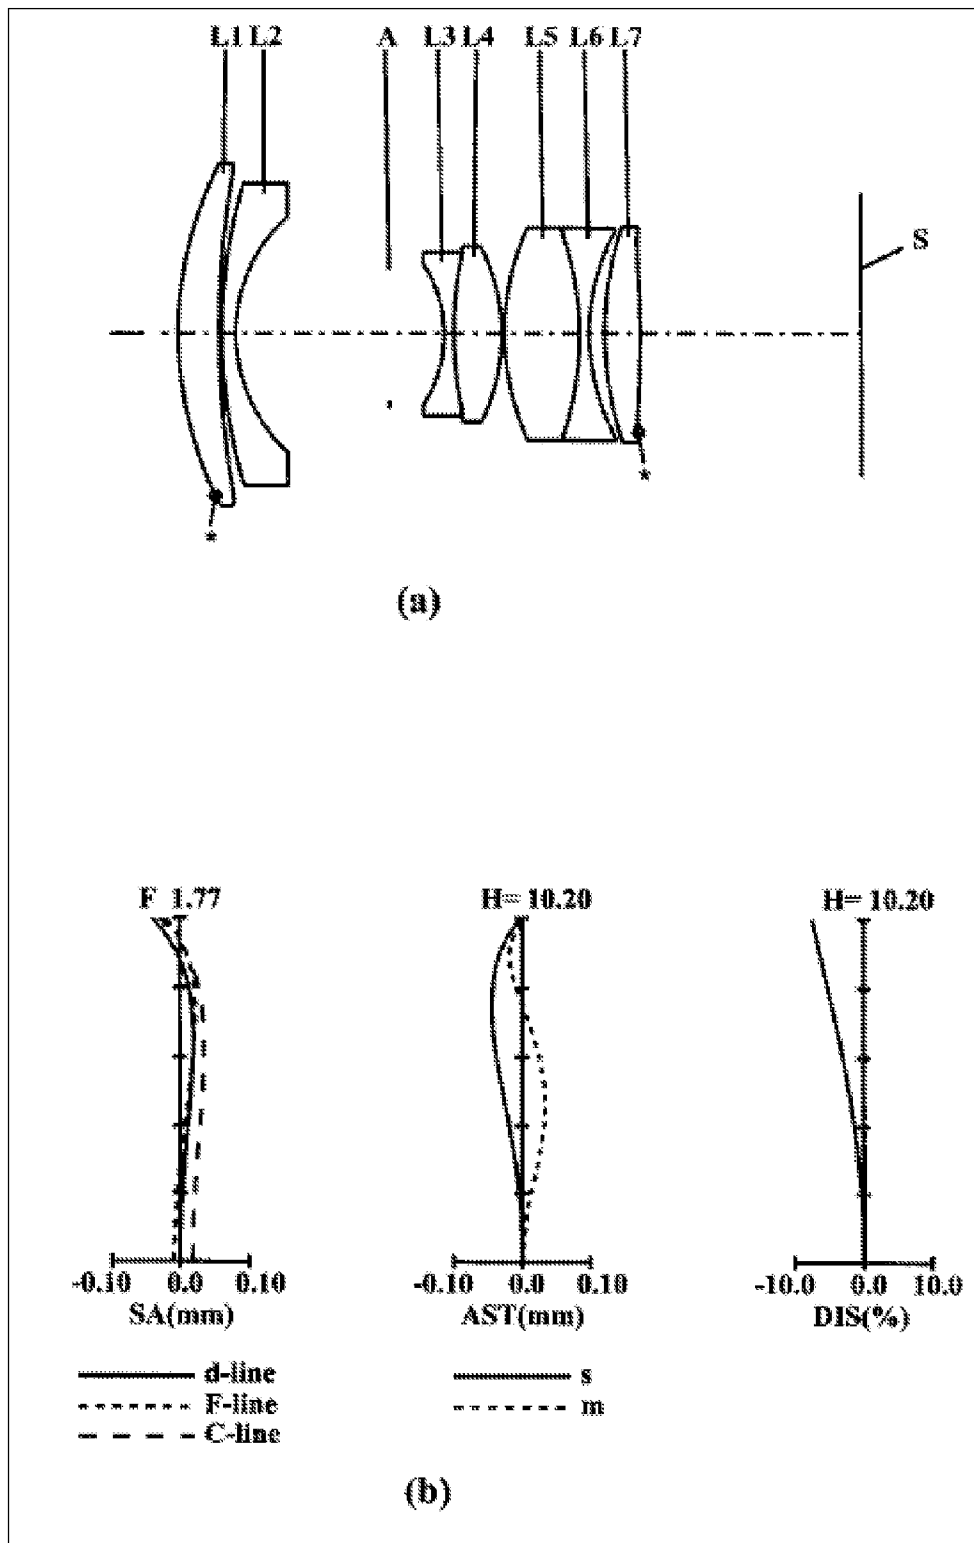 L1 L2 A L3 L4 L5 L6 L7
S
*
*
(a)
F 1.77 H= 10.20 H= 10.20
-0.10 0.0 0.10 -0.10 0.0 0.10 -10.0 0.0 10.0
SA(mm) AST(mm) DIS(%)
d-line s
F-line m
C-line
(b)